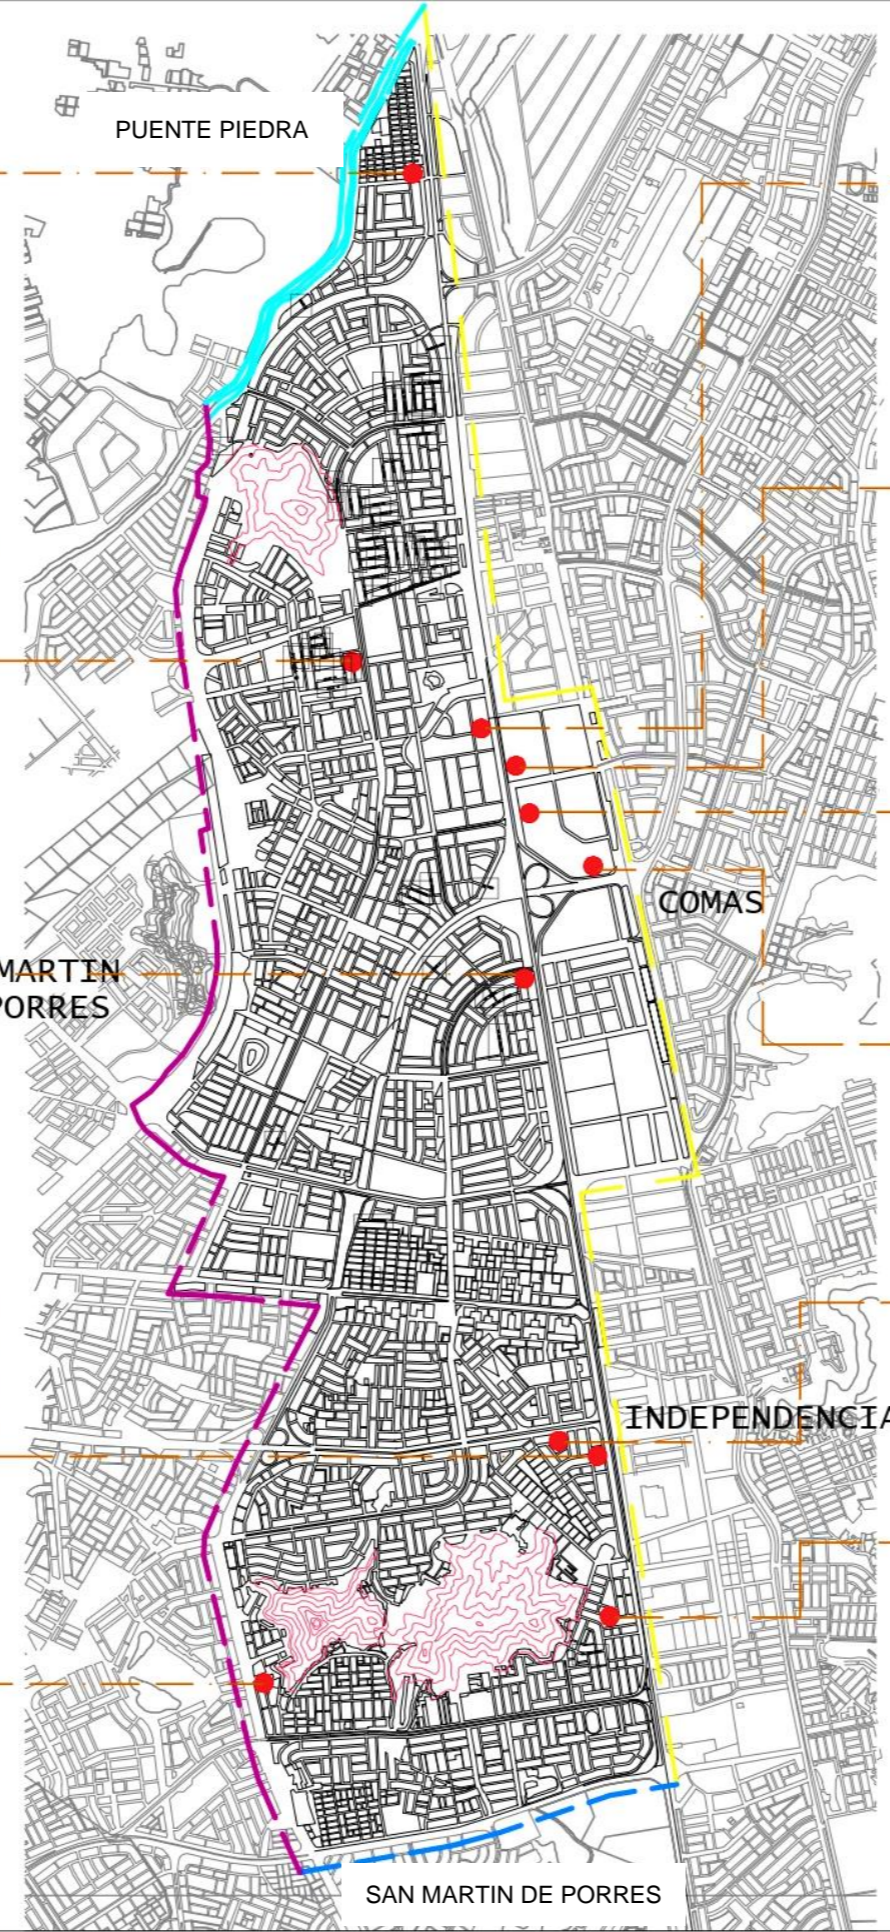 PUENTE PIEDRA
COMAS
MARTIN
PORRES
INDEPENDENCIA
SAN MARTIN DE PORRES